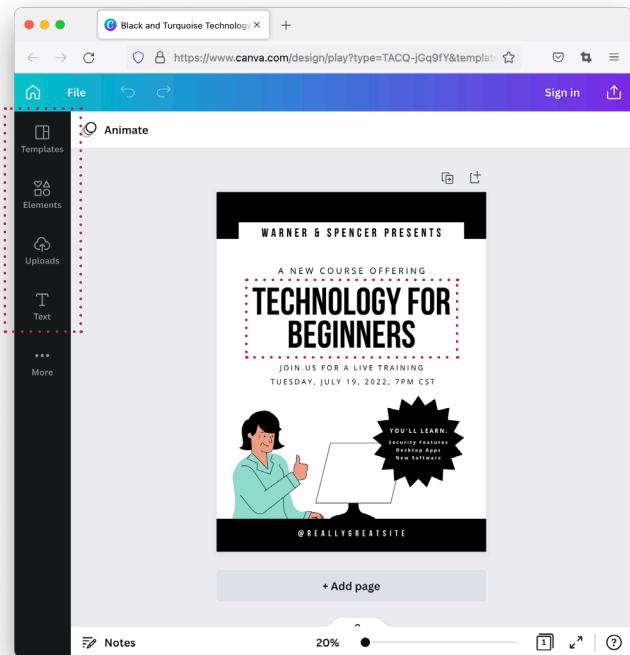 Black and Turquoise Technology
https://www.canva.com/design/play?type=TACQ-jGq9fY&templat
File
Sign in
Templates
Elements
Uploads
Text
More
Animate
WARNER & SPENCER PRESENTS
A NEW COURSE OFFERING
TECHNOLOGY FOR
BEGINNERS
JOIN US FOR A LIVE TRAINING
TUESDAY, JULY 19, 2022, 7PM CST
YOU'LL LEARN:
Security Features
Desktop Apps
New Software
@REALLYGREATSITE
+ Add page
Notes
20%
1
?